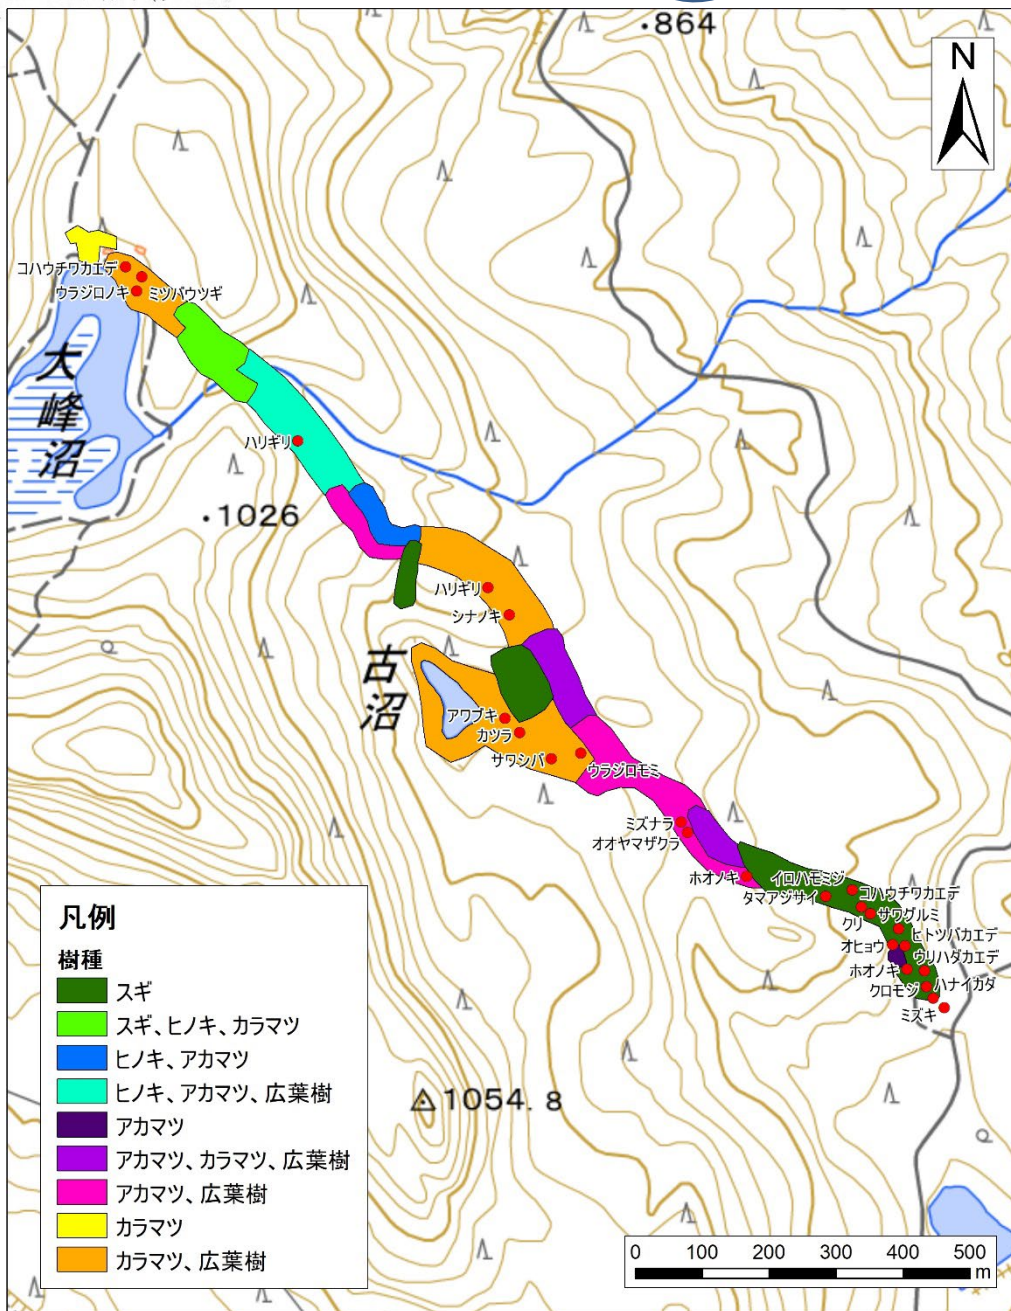 ・864
N
コハウチワカエデ
ウラジロノキ
ミツバウツギ
大峰沼
ハリギリ
・1026
ハリギリ
シナノキ
古沼
アワブキ
カツラ
サワシバ
ウラジロモミ
ミズナラ
オオヤマザクラ
ホオノキ
イロハモミジ
タマアジサイ
コハウチワカエデ
クリ
サワグルミ
ヒトツバカエデ
オヒョウ
ウリハダカエデ
ホオノキ
ハナイカダ
クロモジ
ミズキ
1054.8
凡例
樹種
スギ
スギ、ヒノキ、カラマツ
ヒノキ、アカマツ
ヒノキ、アカマツ、広葉樹
アカマツ
アカマツ、カラマツ、広葉樹
アカマツ、広葉樹
カラマツ
カラマツ、広葉樹
0 100 200 300 400 500
m